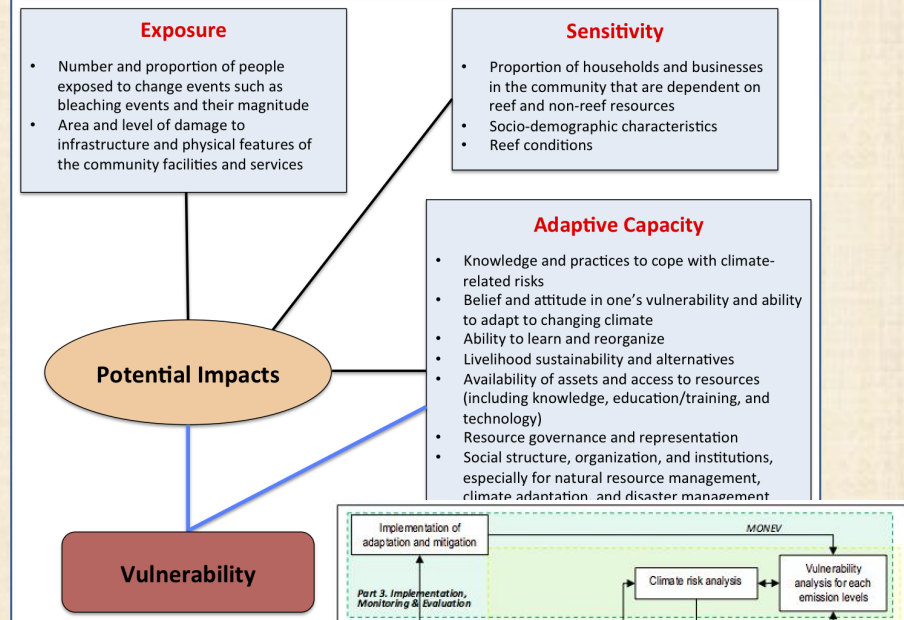 Exposure
• Number and proportion of people
exposed to change events such as
bleaching events and their magnitude
• Area and level of damage to
infrastructure and physical features of
the community facilities and services
Sensitivity
• Proportion of households and businesses
in the community that are dependent on
reef and non-reef resources
• Socio-demographic characteristics
• Reef conditions
Adaptive Capacity
• Knowledge and practices to cope with climate-
related risks
• Belief and attitude in one’s vulnerability and ability
to adapt to changing climate
• Ability to learn and reorganize
• Livelihood sustainability and alternatives
• Availability of assets and access to resources
(including knowledge, education/training, and
technology)
• Resource governance and representation
• Social structure, organization, and institutions,
especially for natural resource management,
climate adaptation, and disaster management
Potential Impacts
Vulnerability
Implementation of
adaptation and mitigation
MONEV
Climate risk analysis
Vulnerability
analysis for each
emission levels
Part 3. Implementation,
Monitoring & Evaluation